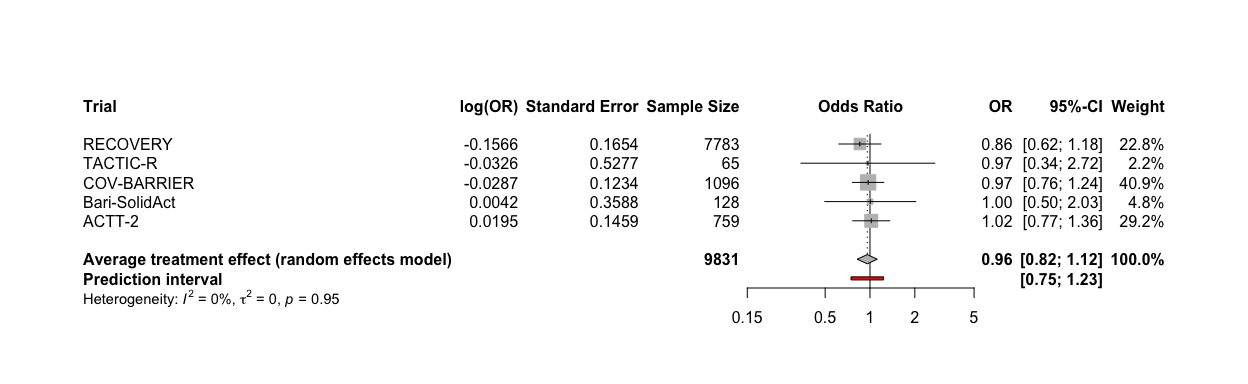 Trial log(OR) Standard Error Sample Size Odds Ratio OR 95%-CI Weight
RECOVERY -0.1566 0.1654 7783 0.86 [0.62; 1.18] 22.8%
TACTIC-R -0.0326 0.5277 65 0.97 [0.34; 2.72] 2.2%
COV-BARRIER -0.0287 0.1234 1096 0.97 [0.76; 1.24] 40.9%
Bari-SolidAct 0.0042 0.3588 128 1.00 [0.50; 2.03] 4.8%
ACTT-2 0.0195 0.1459 759 1.02 [0.77; 1.36] 29.2%
Average treatment effect (random effects model) 9831 0.96 [0.82; 1.12] 100.0%
Prediction interval [0.75; 1.23]
Heterogeneity: I² = 0%, τ² = 0, p = 0.95
0.15 0.5 1 2 5